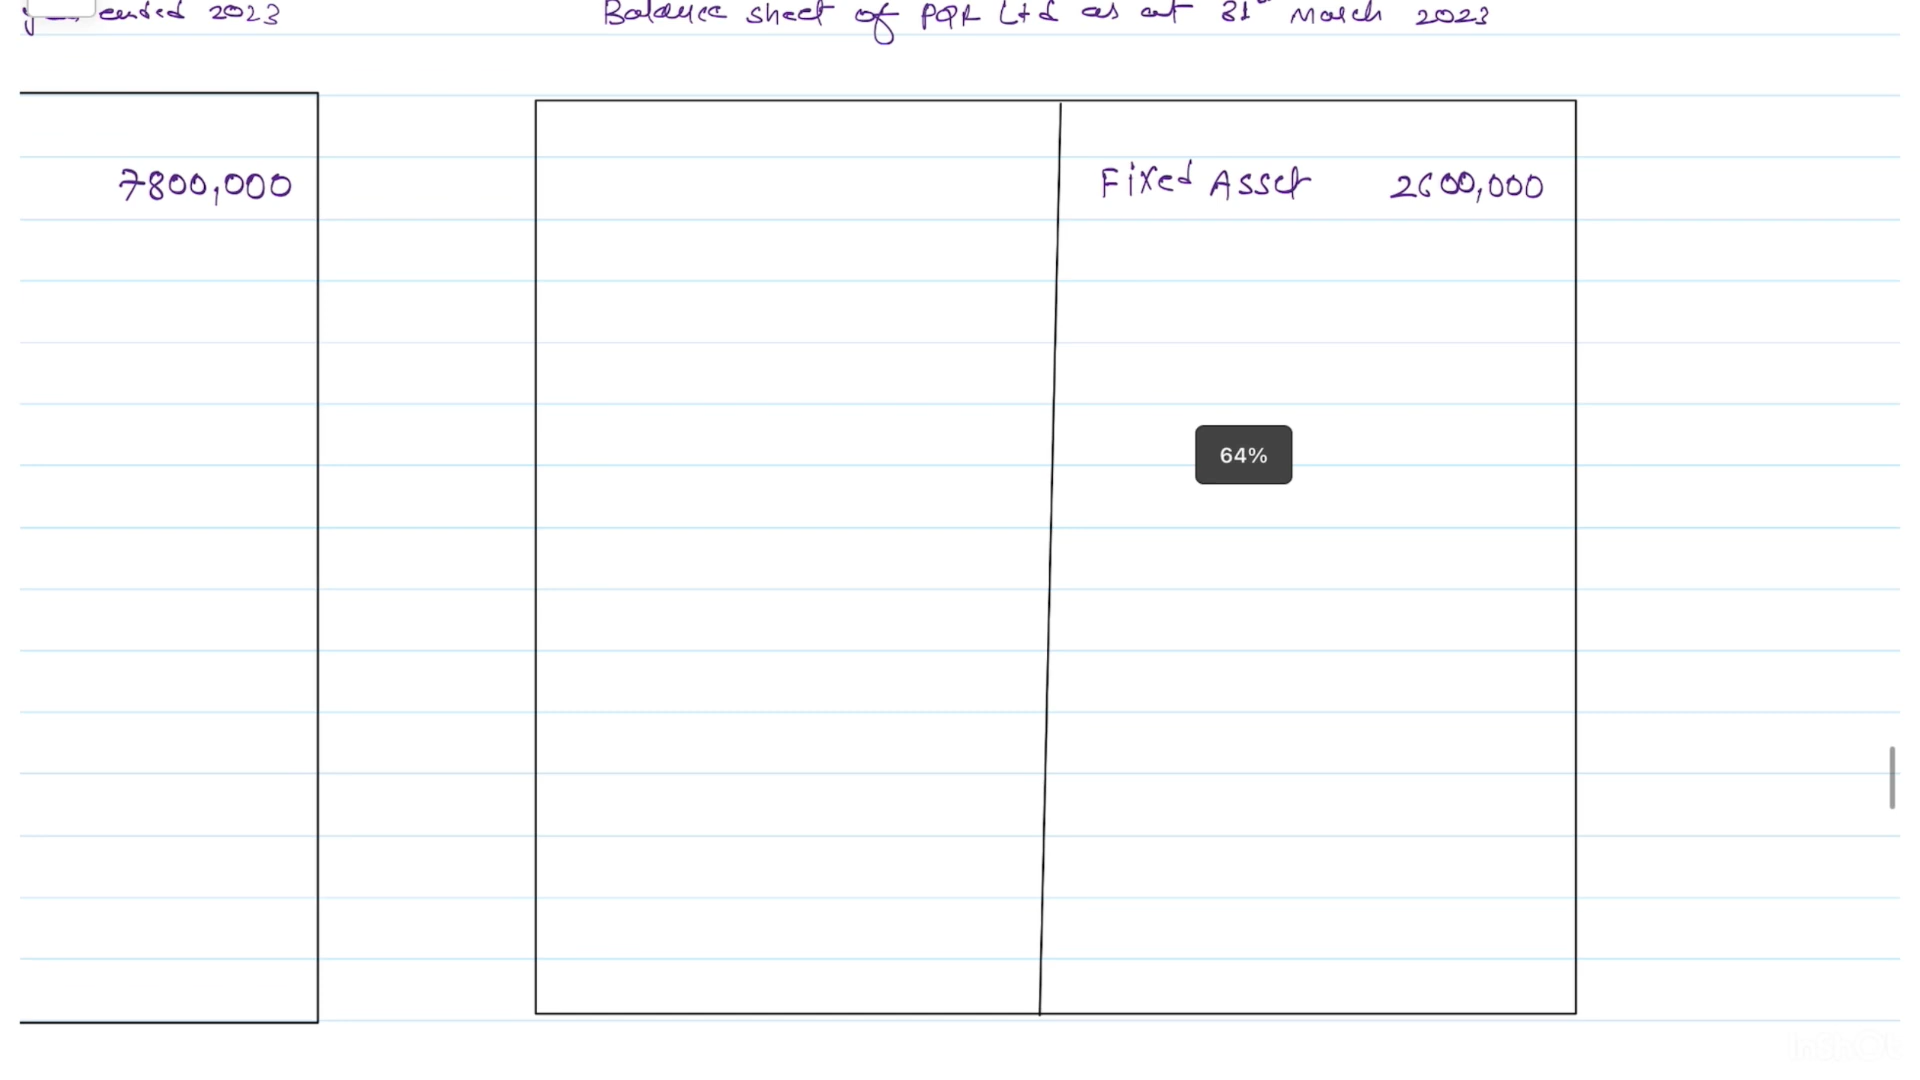 ended 2023
Balance sheet of PQR Ltd as at 31st March 2023
7800,000
Fixed Asset 2600,000
64%